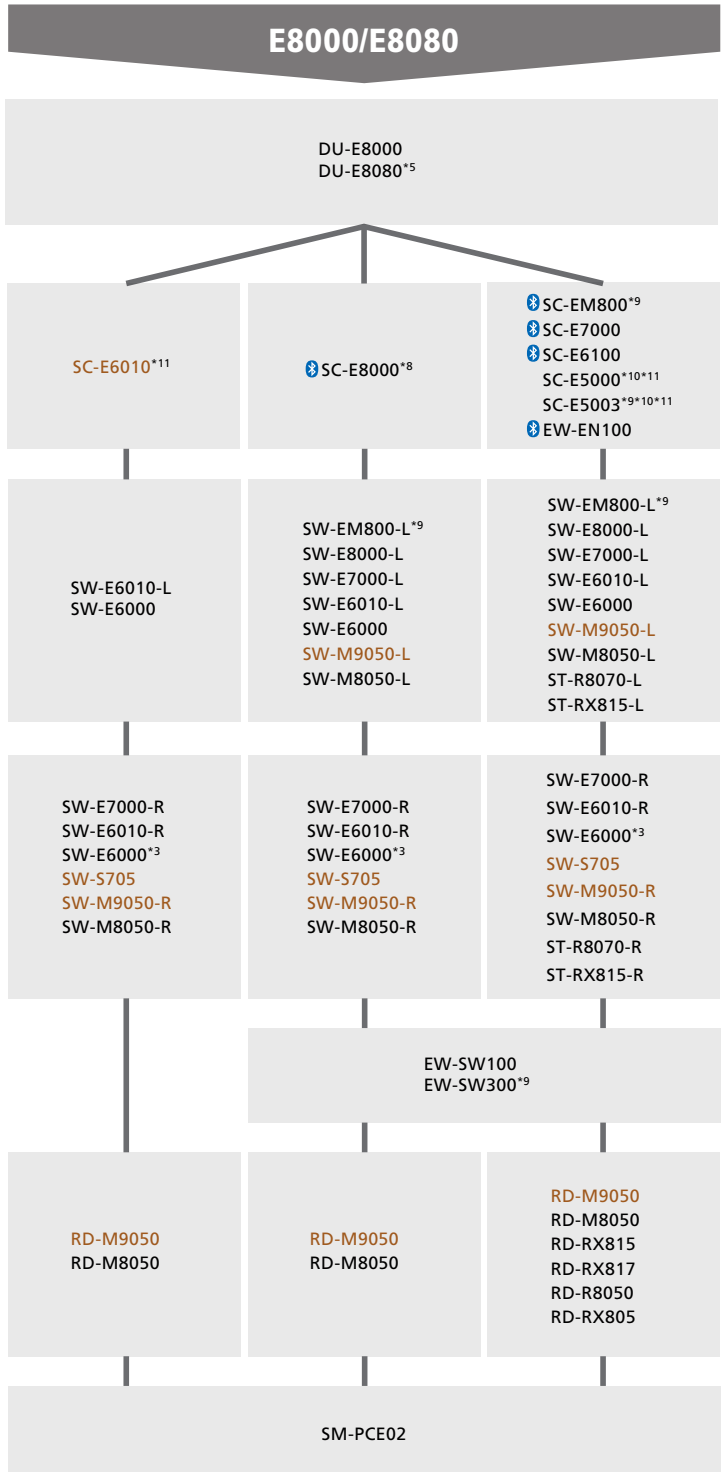 E8000/E8080
DU-E8000
DU-E8080*5
SC-E6010*11
SC-E8000*8
SC-EM800*9
SC-E7000
SC-E6100
SC-E5000*10*11
SC-E5003*9*10*11
EW-EN100
SW-E6010-L
SW-E6000
SW-EM800-L*9
SW-E8000-L
SW-E7000-L
SW-E6010-L
SW-E6000
SW-M9050-L
SW-M8050-L
SW-EM800-L*9
SW-E8000-L
SW-E7000-L
SW-E6010-L
SW-E6000
SW-M9050-L
SW-M8050-L
ST-R8070-L
ST-RX815-L
SW-E7000-R
SW-E6010-R
SW-E6000*3
SW-S705
SW-M9050-R
SW-M8050-R
SW-E7000-R
SW-E6010-R
SW-E6000*3
SW-S705
SW-M9050-R
SW-M8050-R
SW-E7000-R
SW-E6010-R
SW-E6000*3
SW-S705
SW-M9050-R
SW-M8050-R
ST-R8070-R
ST-RX815-R
EW-SW100
EW-SW300*9
RD-M9050
RD-M8050
RD-M9050
RD-M8050
RD-M9050
RD-M8050
RD-RX815
RD-RX817
RD-R8050
RD-RX805
SM-PCE02